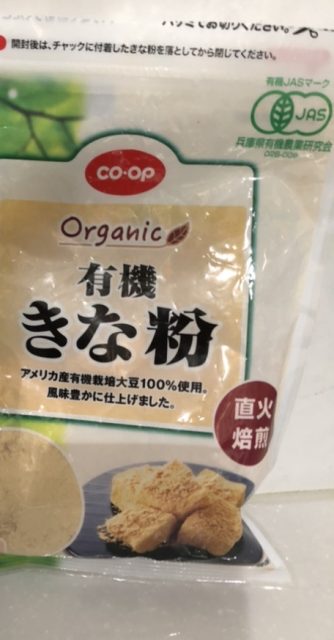 開封後は、チャックに付着したきな粉を落としてから閉じてください。
有機JASマーク
JAS
兵庫県有機農業研究会
CO·OP
Organic
有機
きな粉
アメリカ産有機栽培大豆100%使用。
風味豊かに仕上げました。
直火
焙煎